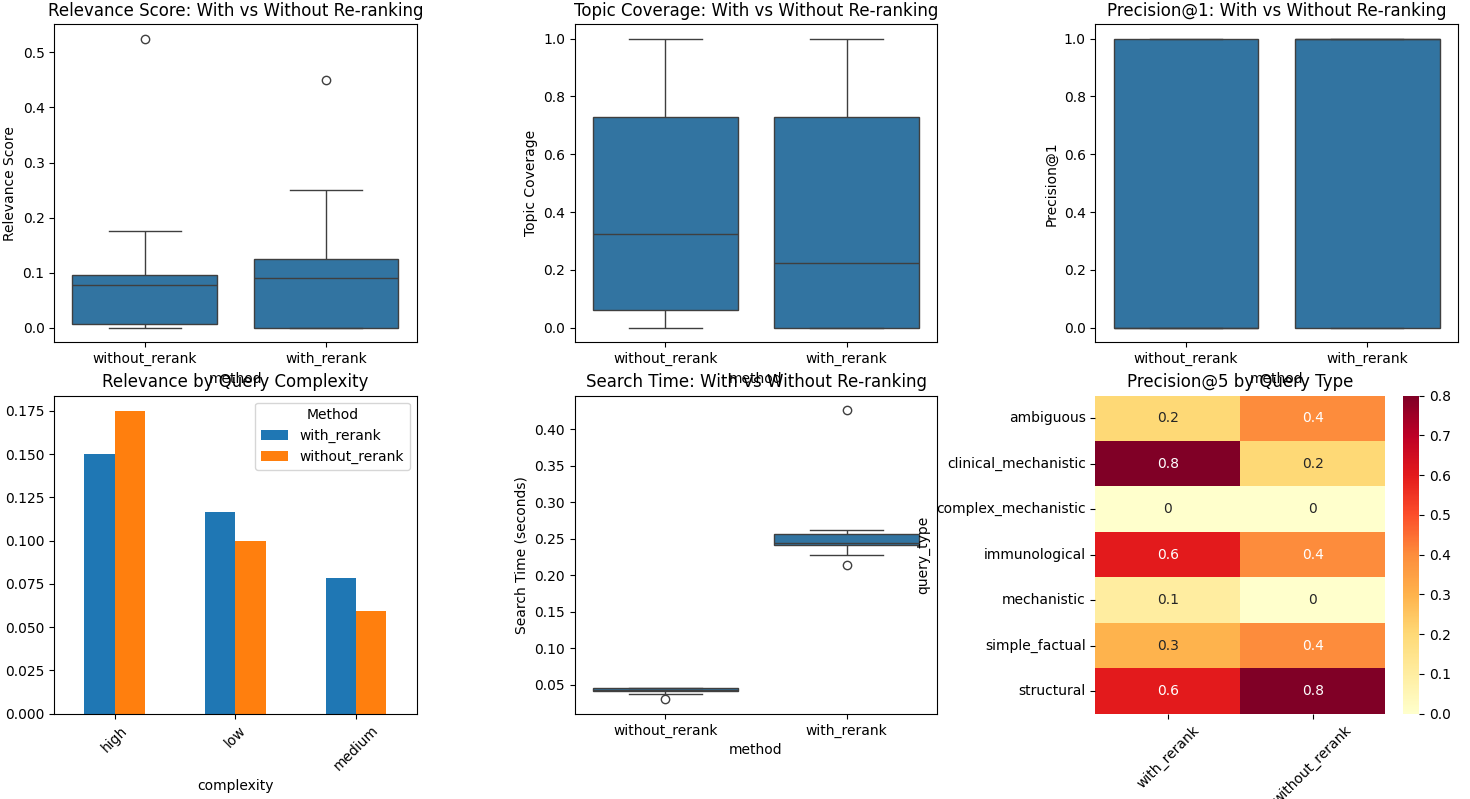 Relevance Score: With vs Without Re-ranking
0.5
0.4
0.3
0.2
0.1
0.0
Relevance Score
without_rerank
with_rerank
method
Topic Coverage: With vs Without Re-ranking
1.0
0.8
0.6
0.4
0.2
0.0
Topic Coverage
without_rerank
with_rerank
method
Precision@1: With vs Without Re-ranking
1.0
0.8
0.6
0.4
0.2
0.0
Precision@1
without_rerank
with_rerank
method
Relevance by Query Complexity
0.175
0.150
0.125
0.100
0.075
0.050
0.025
0.000
Method
with_rerank
without_rerank
high
low
medium
complexity
Search Time: With vs Without Re-ranking
0.40
0.35
0.30
0.25
0.20
0.15
0.10
0.05
Search Time (seconds)
without_rerank
with_rerank
method
Precision@5 by Query Type
query_type
ambiguous 0.2 0.4
clinical_mechanistic 0.8 0.2
complex_mechanistic 0 0
immunological 0.6 0.4
mechanistic 0.1 0
simple_factual 0.3 0.4
structural 0.6 0.8
with_rerank
without_rerank
0.8
0.7
0.6
0.5
0.4
0.3
0.2
0.1
0.0